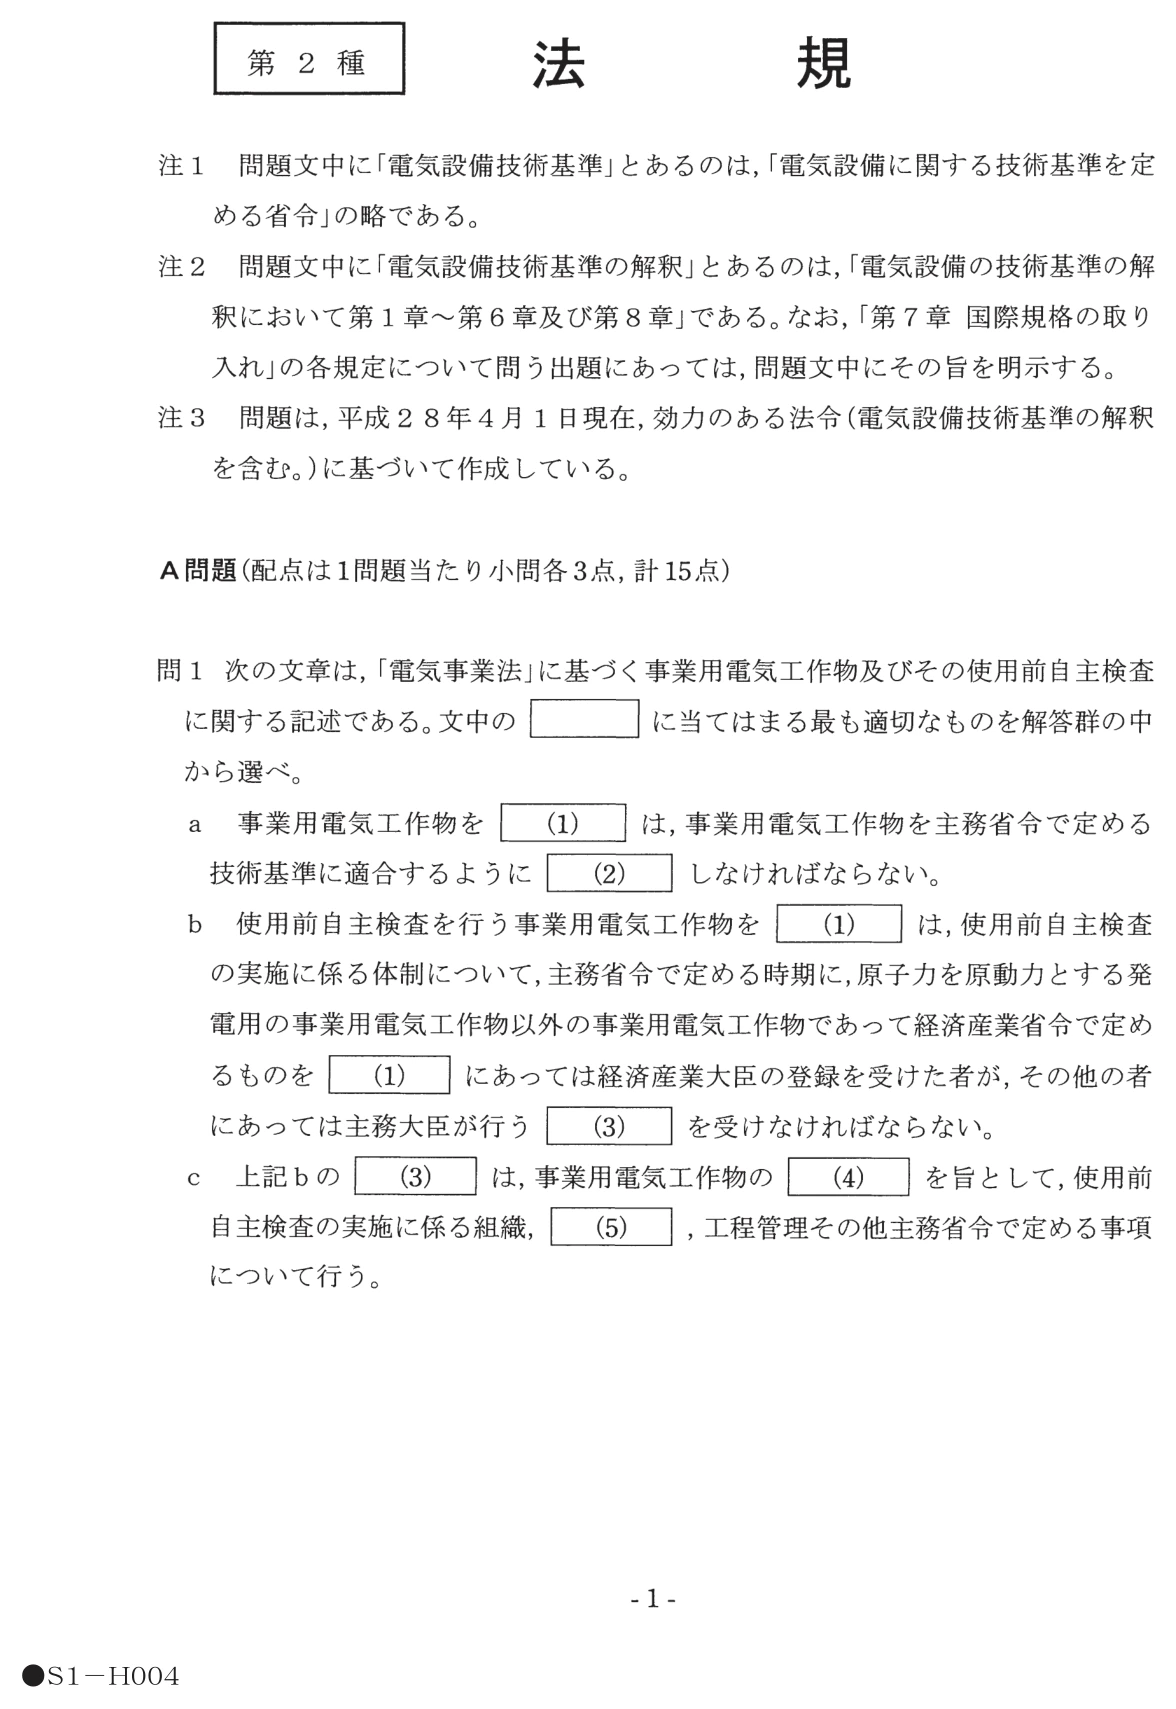 第 2 種
法 規
注1 問題文中に「電気設備技術基準」とあるのは,「電気設備に関する技術基準を定
める省令」の略である。
注2 問題文中に「電気設備技術基準の解釈」とあるのは,「電気設備の技術基準の解
釈において第1章〜第6章及び第8章」である。なお,「第7章 国際規格の取り
入れ」の各規定について問う出題にあっては,問題文中にその旨を明示する。
注3 問題は,平成28年4月1日現在,効力のある法令(電気設備技術基準の解釈
を含む。)に基づいて作成している。
A問題(配点は1問題当たり小問各3点,計15点)
問1 次の文章は,「電気事業法」に基づく事業用電気工作物及びその使用前自主検査
に関する記述である。文中の に当てはまる最も適切なものを解答群の中
から選べ。
a 事業用電気工作物を (1) は,事業用電気工作物を主務省令で定める
技術基準に適合するように (2) しなければならない。
b 使用前自主検査を行う事業用電気工作物を (1) は,使用前自主検査
の実施に係る体制について,主務省令で定める時期に,原子力を原動力とする発
電用の事業用電気工作物以外の事業用電気工作物であって経済産業省令で定め
るものを (1) にあっては経済産業大臣の登録を受けた者が,その他の者
にあっては主務大臣が行う (3) を受けなければならない。
c 上記bの (3) は,事業用電気工作物の (4) を旨として,使用前
自主検査の実施に係る組織, (5) ,工程管理その他主務省令で定める事項
について行う。
- 1 -
●S1－H004